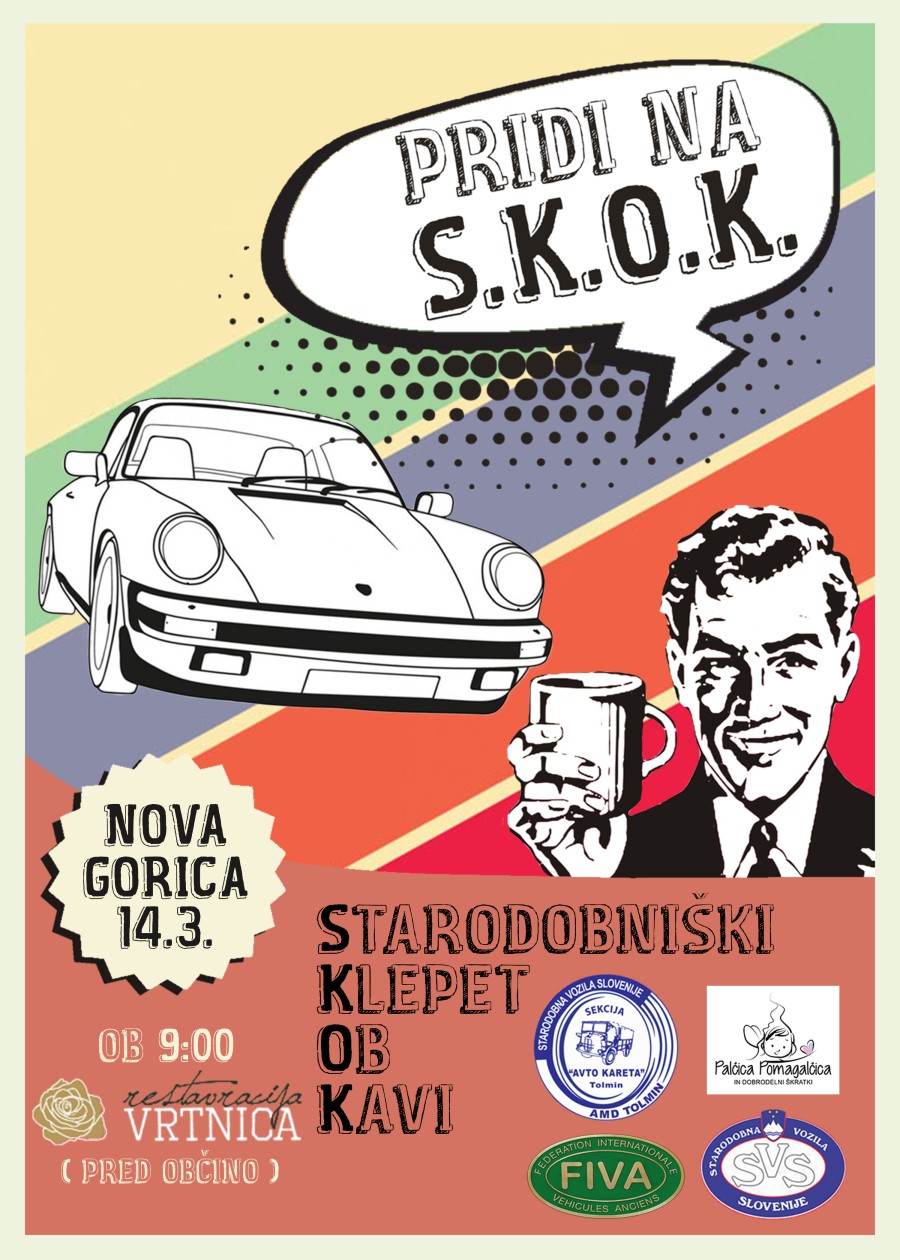 PRIDI NA
S.K.O.K.
NOVA
GORICA
14.3.
OB 9:00
restavracija
VRTNICA
( PRED OBČINO )
STARODOBNIŠKI
KLEPET
OB
KAVI
STARODOBNA VOZILA SLOVENIJE
SEKCIJA
"AVTO KARETA"
Tolmin
AMD TOLMIN
Palčica Pomagalčica
IN DOBRODELNI ŠKRATKI
FEDERATION INTERNATIONALE
FIVA
VEHICULES ANCIENS
STARODOBNA VOZILA
SVS
SLOVENIJE